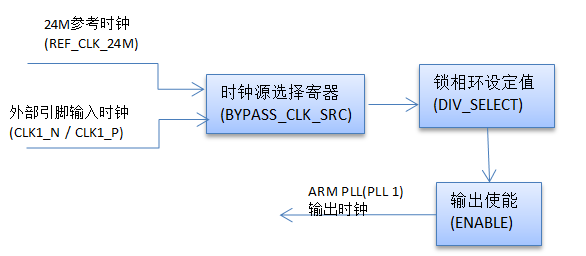 24M参考时钟
(REF_CLK_24M)
外部引脚输入时钟
(CLK1_N / CLK1_P)
时钟源选择寄器
(BYPASS_CLK_SRC)
锁相环设定值
(DIV_SELECT)
输出使能
(ENABLE)
ARM PLL(PLL 1)
输出时钟